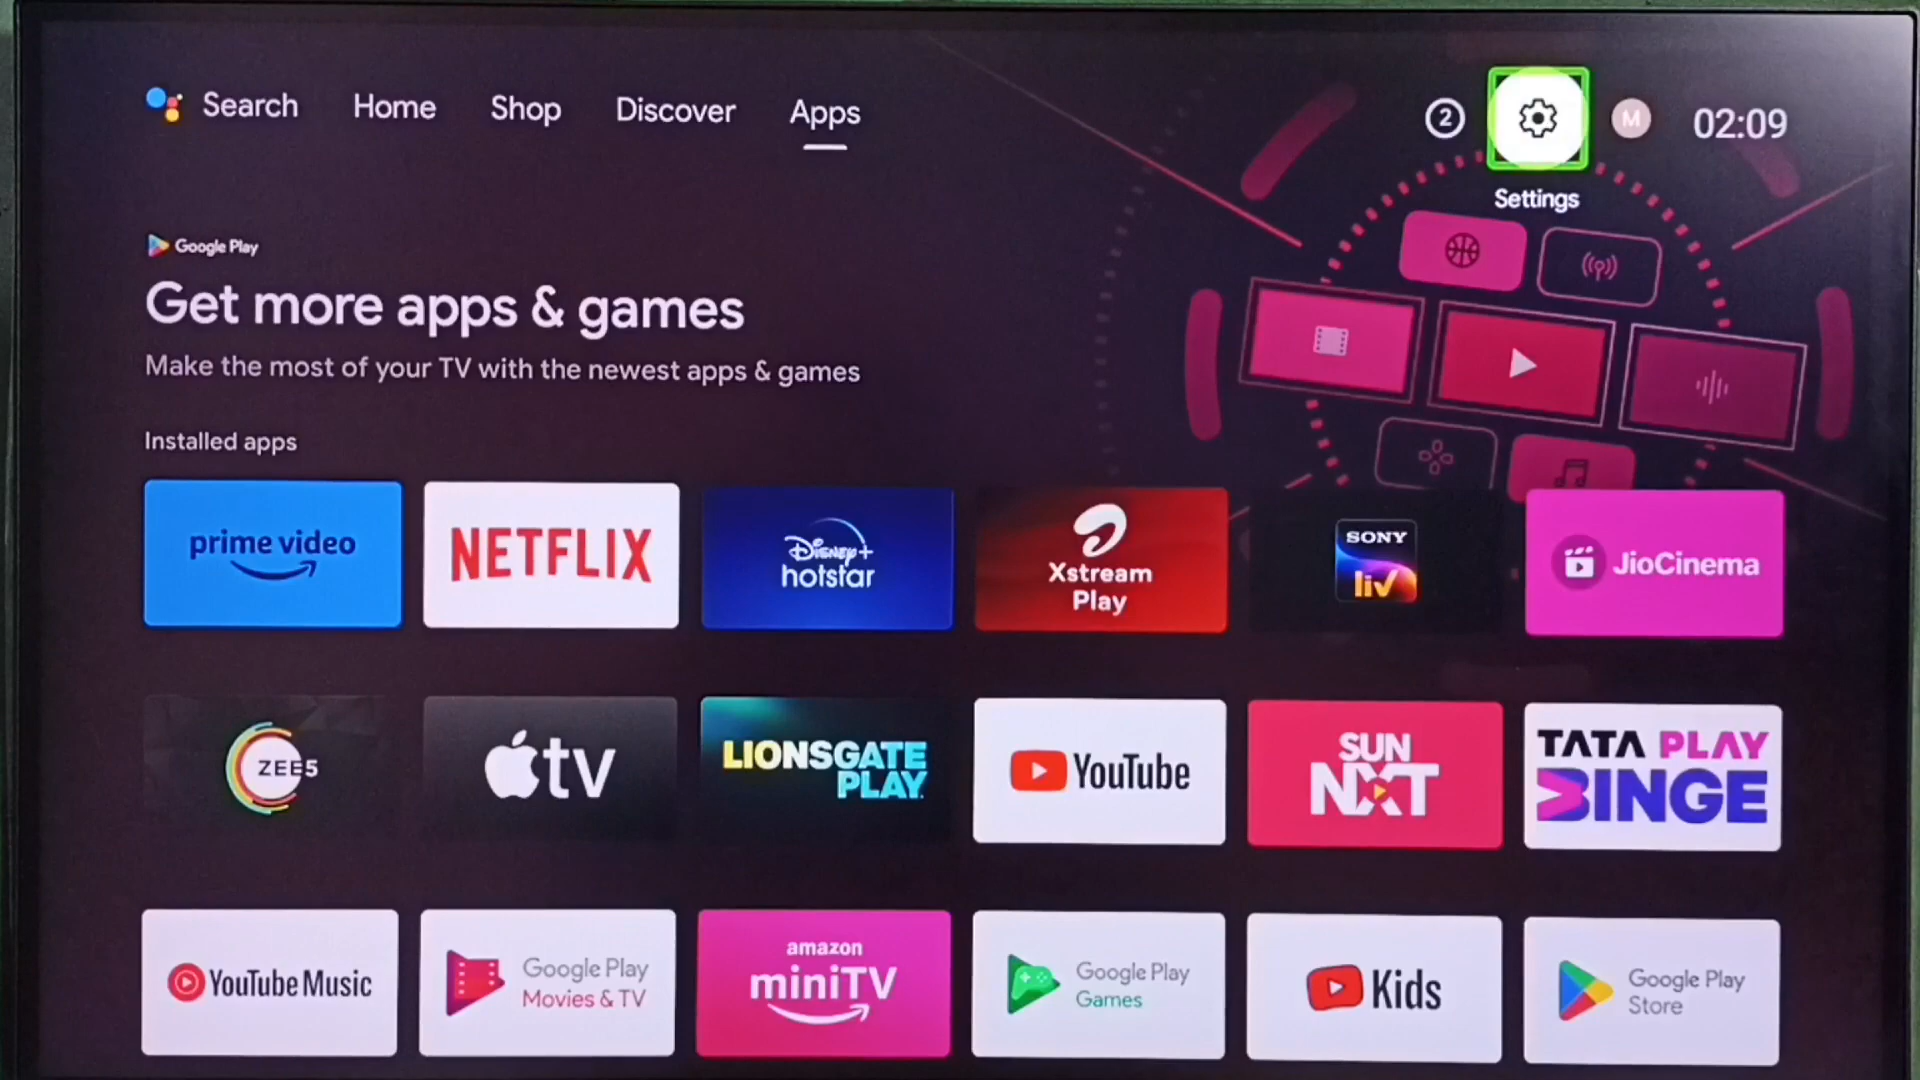 Search Home Shop Discover Apps
2 M 02:09
Settings
Google Play
Get more apps & games
Make the most of your TV with the newest apps & games
Installed apps
prime video
NETFLIX
Disney+
hotstar
Xstream
Play
SONY
liv
JioCinema
ZEE5
tv
LIONSGATE
PLAY
YouTube
SUN
NXT
TATA PLAY
BINGE
YouTube Music
Google Play
Movies & TV
amazon
miniTV
Google Play
Games
Kids
Google Play
Store